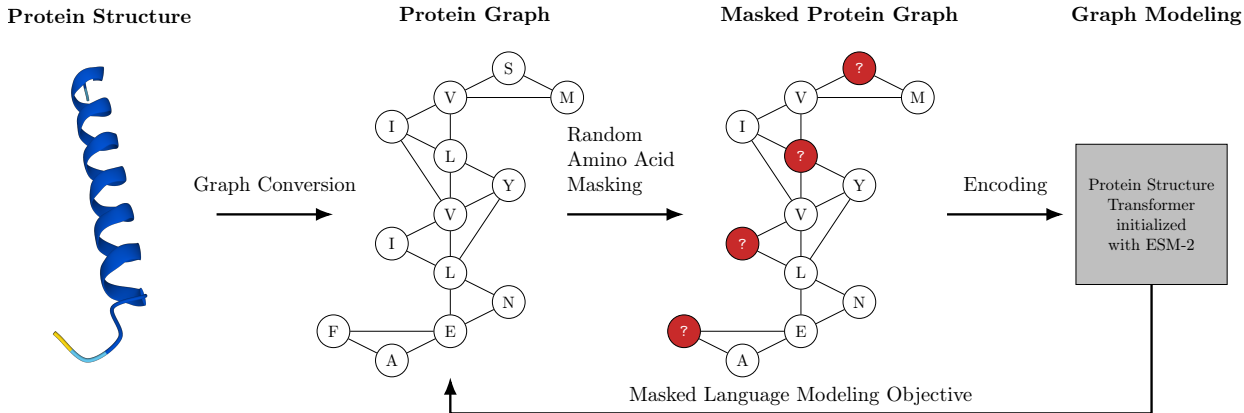 Protein Structure
Protein Graph
Masked Protein Graph
Graph Modeling
S
V
M
I
L
Y
V
I
L
N
F
E
A
Graph Conversion
Random
Amino Acid
Masking
?
V
M
I
?
Y
V
?
L
N
?
E
A
Encoding
Protein Structure
Transformer
initialized
with ESM-2
Masked Language Modeling Objective